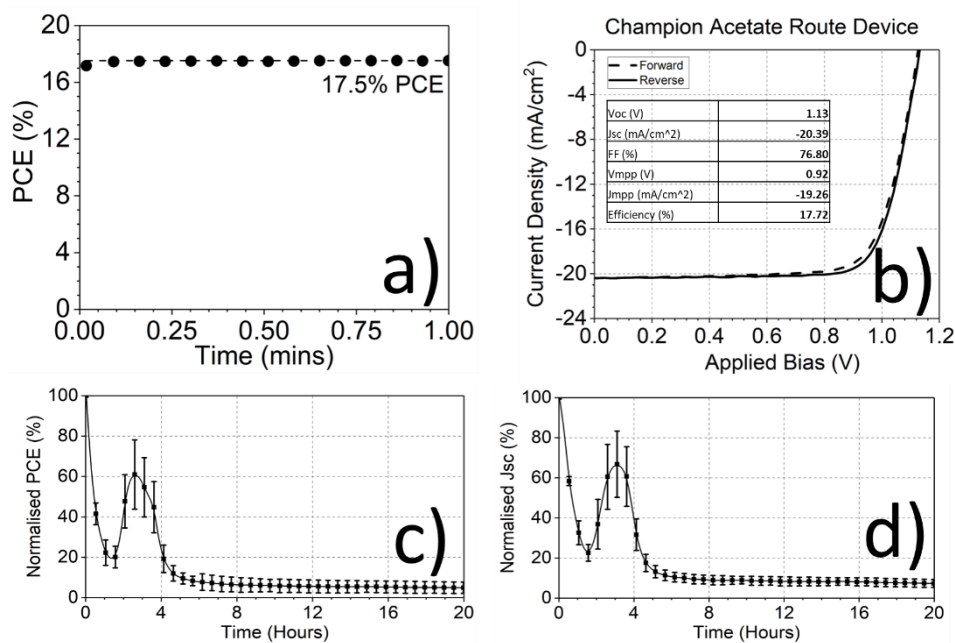 20
16
12
8
4
0
PCE (%)
17.5% PCE
a)
0.00 0.25 0.50 0.75 1.00
Time (mins)
Champion Acetate Route Device
0
-4
-8
-12
-16
-20
-24
Current Density (mA/cm²)
Forward
Reverse
Voc (V) 1.13
Jsc (mA/cm^2) -20.39
FF (%) 76.80
Vmpp (V) 0.92
Jmpp (mA/cm^2) -19.26
Efficiency (%) 17.72
b)
0.0 0.2 0.4 0.6 0.8 1.0 1.2
Applied Bias (V)
100
80
60
40
20
0
Normalised PCE (%)
c)
0 4 8 12 16 20
Time (Hours)
100
80
60
40
20
0
Normalised Jsc (%)
d)
0 4 8 12 16 20
Time (Hours)